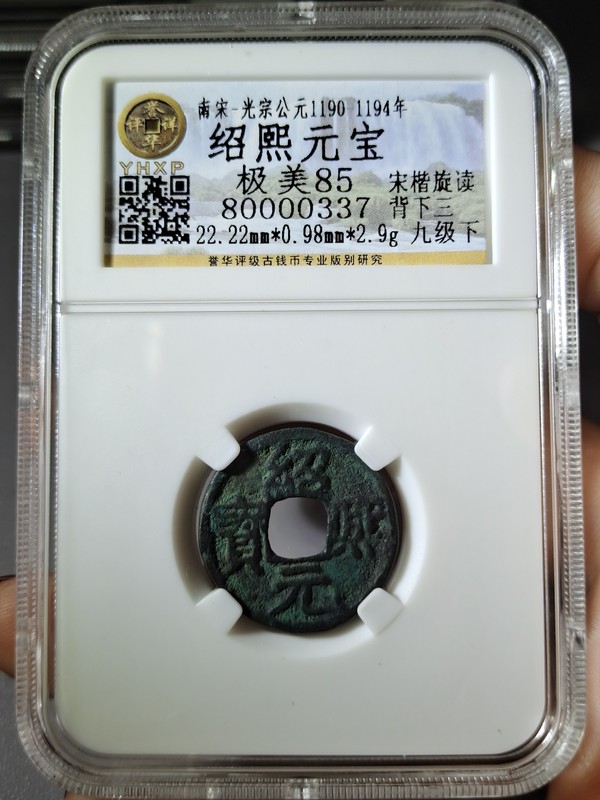 南宋-光宗公元1190 1194年
绍熙元宝
极美85 宋楷旋读
80000337 背下三
22.22mm*0.98mm*2.9g 九级下
YHXP
誉华评级古钱币专业版别研究
紹熙元寳